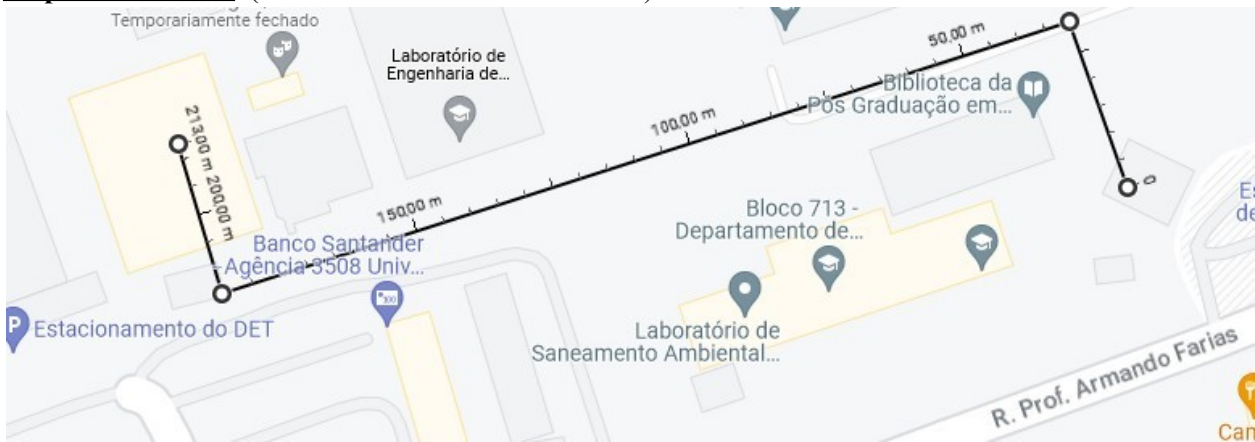 Temporariamente fechado
Laboratório de
Engenharia de...
50,00 m
Biblioteca da
Pós Graduação em...
100,00 m
213,00 m
200,00 m
150,00 m
0
Bloco 713 -
Departamento de...
Banco Santander
Agência 3508 Univ...
Estacionamento do DET
P
Laboratório de
Saneamento Ambiental...
R. Prof. Armando Farias